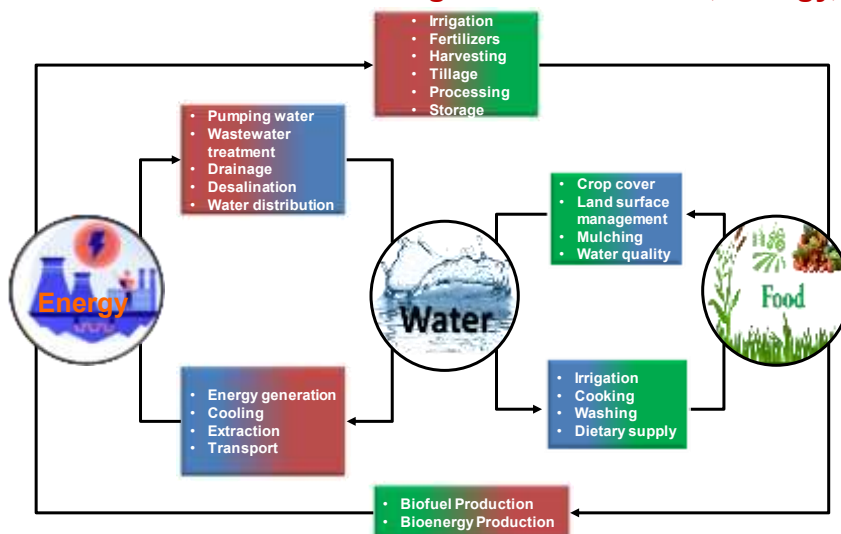 • Irrigation
• Fertilizers
• Harvesting
• Tillage
• Processing
• Storage
• Pumping water
• Wastewater
treatment
• Drainage
• Desalination
• Water distribution
• Crop cover
• Land surface
management
• Mulching
• Water quality
Energy
Water
Food
• Energy generation
• Cooling
• Extraction
• Transport
• Irrigation
• Cooking
• Washing
• Dietary supply
• Biofuel Production
• Bioenergy Production